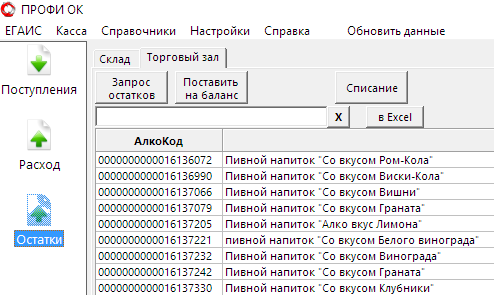 ПРОФИ ОК
ЕГАИС Касса Справочники Настройки Справка Обновить данные
Поступления
Расход
Остатки
Склад Торговый зал
Запрос остатков
Поставить на баланс
Списание
X
в Excel
АлкоКод
0000000000016136072 Пивной напиток "Со вкусом Ром-Кола"
0000000000016136990 Пивной напиток "Со вкусом Виски-Кола"
0000000000016137066 Пивной напиток "Со вкусом Вишни"
0000000000016137079 Пивной напиток "Со вкусом Граната"
0000000000016137205 Пивной напиток "Алко вкус Лимона"
0000000000016137221 пивной напиток "Со вкусом Белого винограда"
0000000000016137232 Пивной напиток "Со вкусом Винограда"
0000000000016137242 Пивной напиток "Со вкусом Граната"
0000000000016137330 Пивной напиток "Со вкусом Клубники"